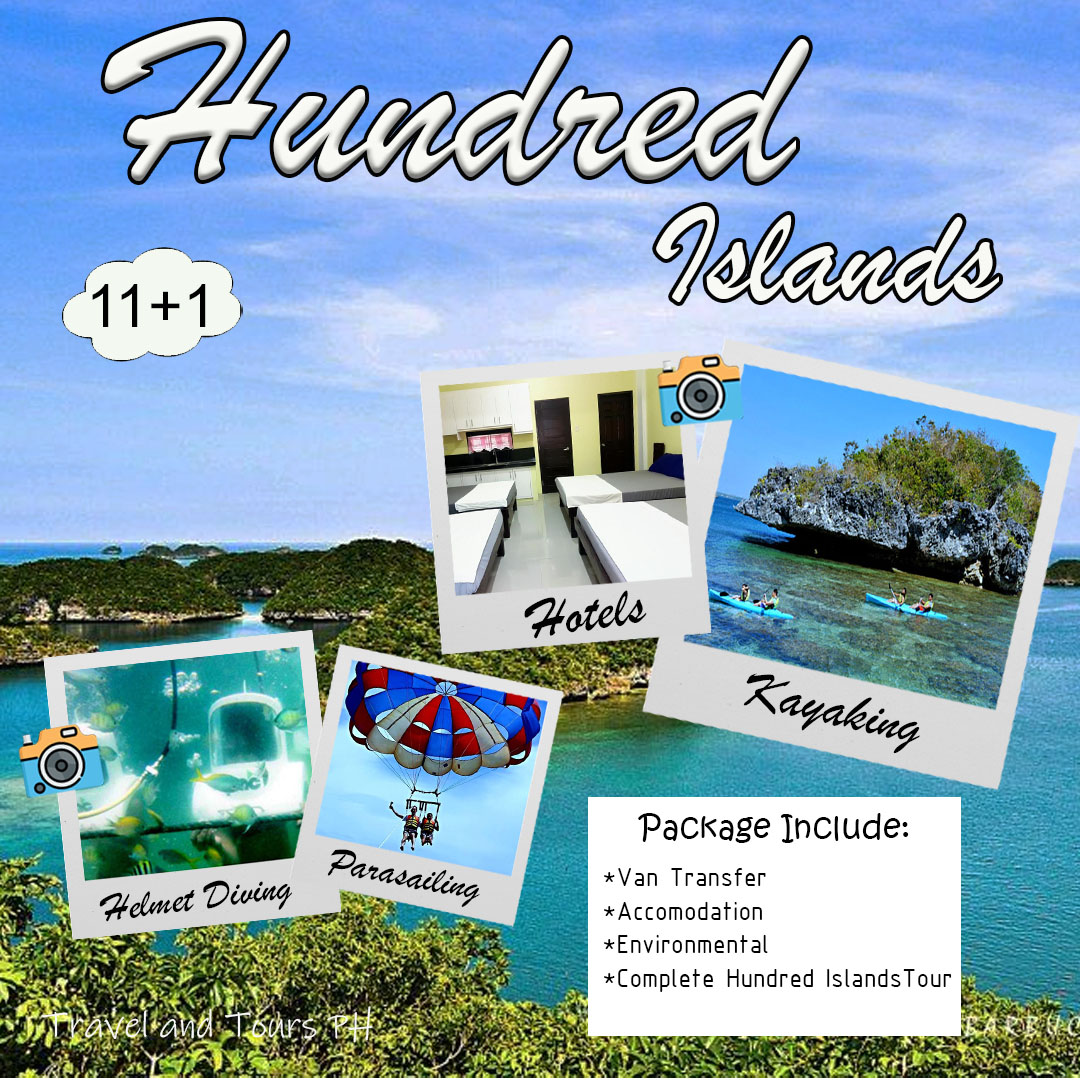 Hundred
Islands
11+1
Hotels
Kayaking
Helmet Diving
Parasailing
Package Include:
*Van Transfer
*Accomodation
*Environmental
*Complete Hundred IslandsTour
Travel and Tours PH